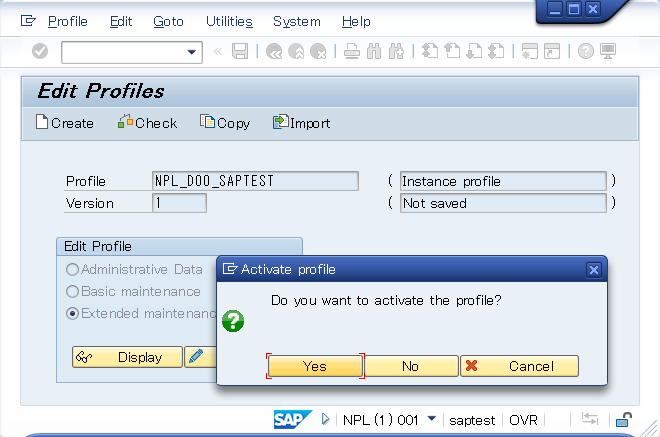 Profile Edit Goto Utilities System Help
Edit Profiles
Create Check Copy Import
Profile NPL_D00_SAPTEST ( Instance profile )
Version 1 ( Not saved )
Edit Profile
Administrative Data
Basic maintenance
Extended maintenanc
Display
Activate profile
Do you want to activate the profile?
Yes No Cancel
SAP NPL (1) 001 saptest OVR